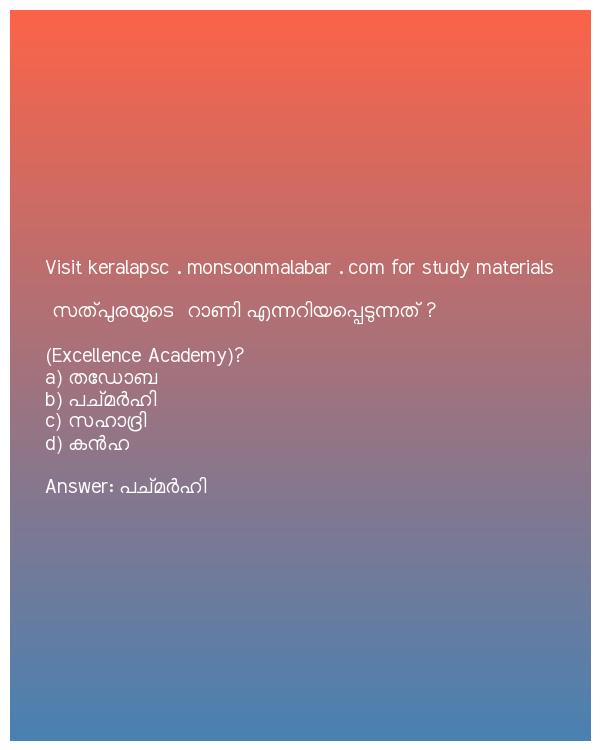 Visit keralapsc . monsoonmalabar . com for study materials
സത്പുരയുടെ റാണി എന്നറിയപ്പെടുന്നത് ?
(Excellence Academy)?
a) തഡോബ
b) പച്മർഹി
c) സഹാദ്രി
d) കൻഹ
Answer: പച്മർഹി